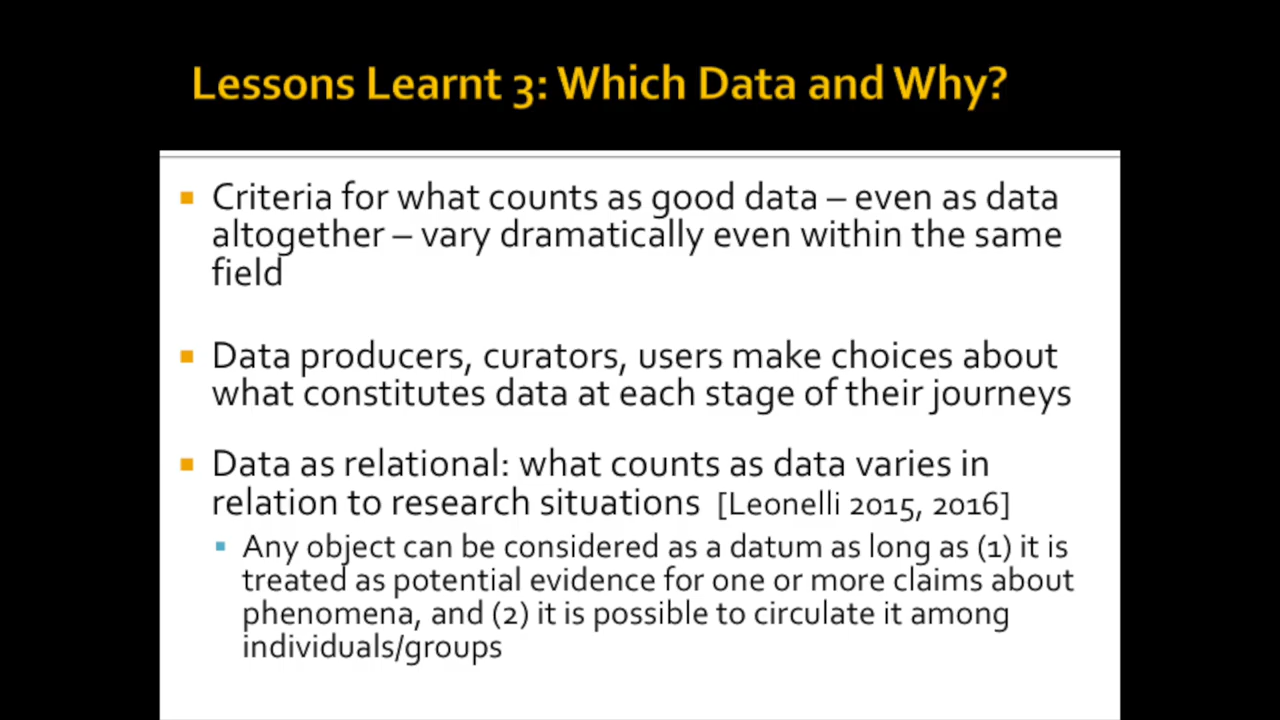 Lessons Learnt 3: Which Data and Why?
Criteria for what counts as good data – even as data
altogether – vary dramatically even within the same
field
Data producers, curators, users make choices about
what constitutes data at each stage of their journeys
Data as relational: what counts as data varies in
relation to research situations [Leonelli 2015, 2016]
Any object can be considered as a datum as long as (1) it is
treated as potential evidence for one or more claims about
phenomena, and (2) it is possible to circulate it among
individuals/groups